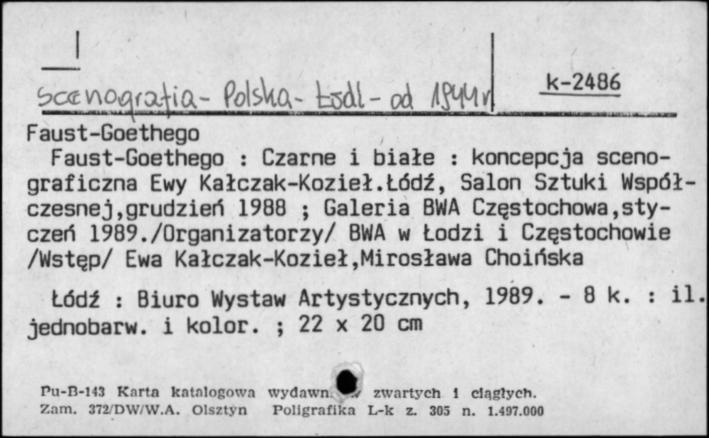 scenografia - Polska - Łódź - od 1944 r
k-2486
Faust-Goethego
Faust-Goethego : Czarne i białe : koncepcja sceno-
graficzna Ewy Kałczak-Kozieł.Łódź, Salon Sztuki Współ-
czesnej,grudzień 1988 ; Galeria BWA Częstochowa,sty-
czeń 1989./Organizatorzy/ BWA w Łodzi i Częstochowie
/Wstęp/ Ewa Kałczak-Kozieł,Mirosława Choińska
Łódź : Biuro Wystaw Artystycznych, 1989. - 8 k. : il.
jednobarw. i kolor. ; 22 x 20 cm
Pu-B-143 Karta katalogowa wydawn. zwartych i ciągłych.
Zam. 372/DW/W.A. Olsztyn Poligrafika L-k z. 305 n. 1.497.000